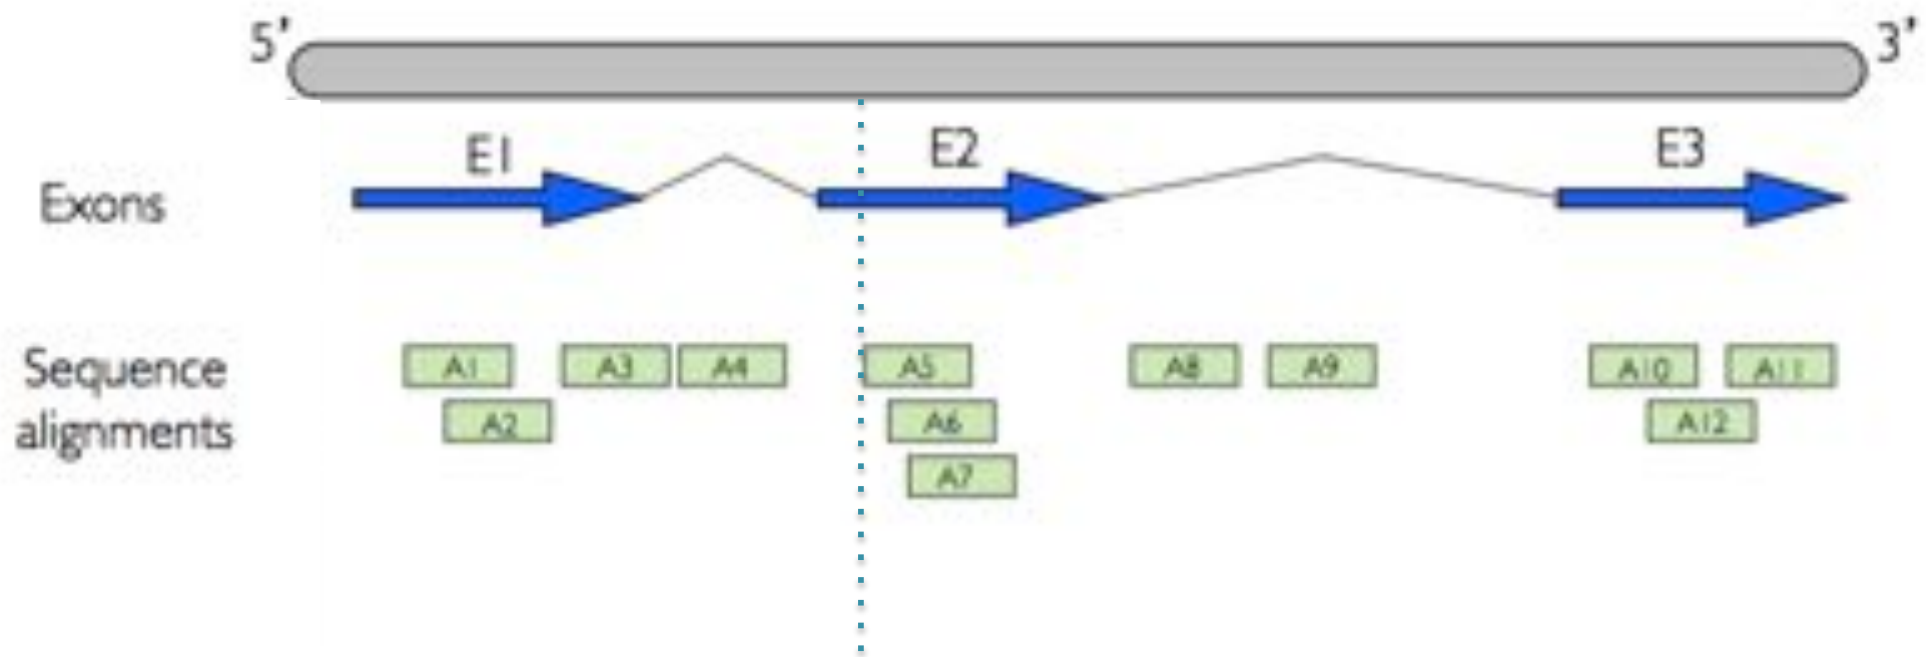 5' 3'
E1 E2 E3
Exons
Sequence
alignments
A1 A3 A4 A5 A8 A9 A10 A11
A2 A6 A12
A7